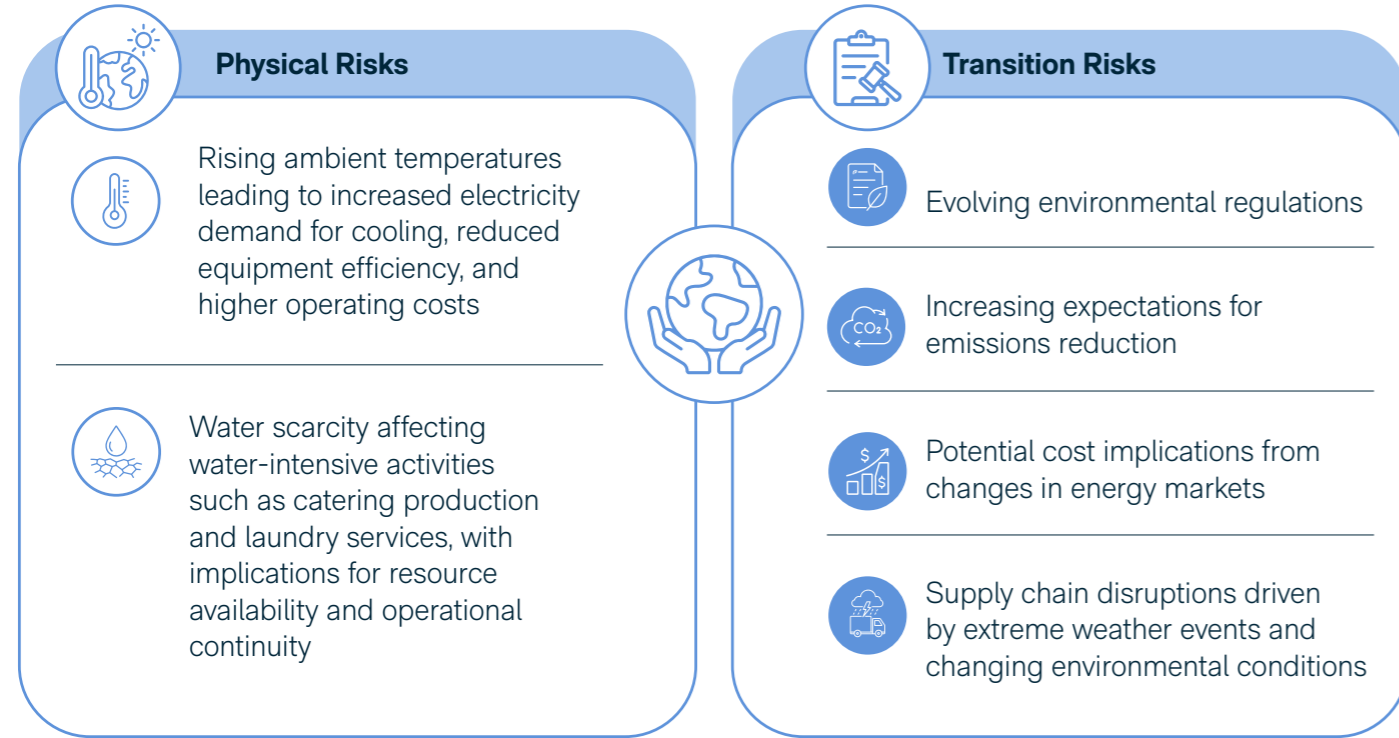 Physical Risks
Rising ambient temperatures
leading to increased electricity
demand for cooling, reduced
equipment efficiency, and
higher operating costs
Water scarcity affecting
water-intensive activities
such as catering production
and laundry services, with
implications for resource
availability and operational
continuity
Transition Risks
Evolving environmental regulations
CO₂
Increasing expectations for
emissions reduction
$
$
Potential cost implications from
changes in energy markets
Supply chain disruptions driven
by extreme weather events and
changing environmental conditions